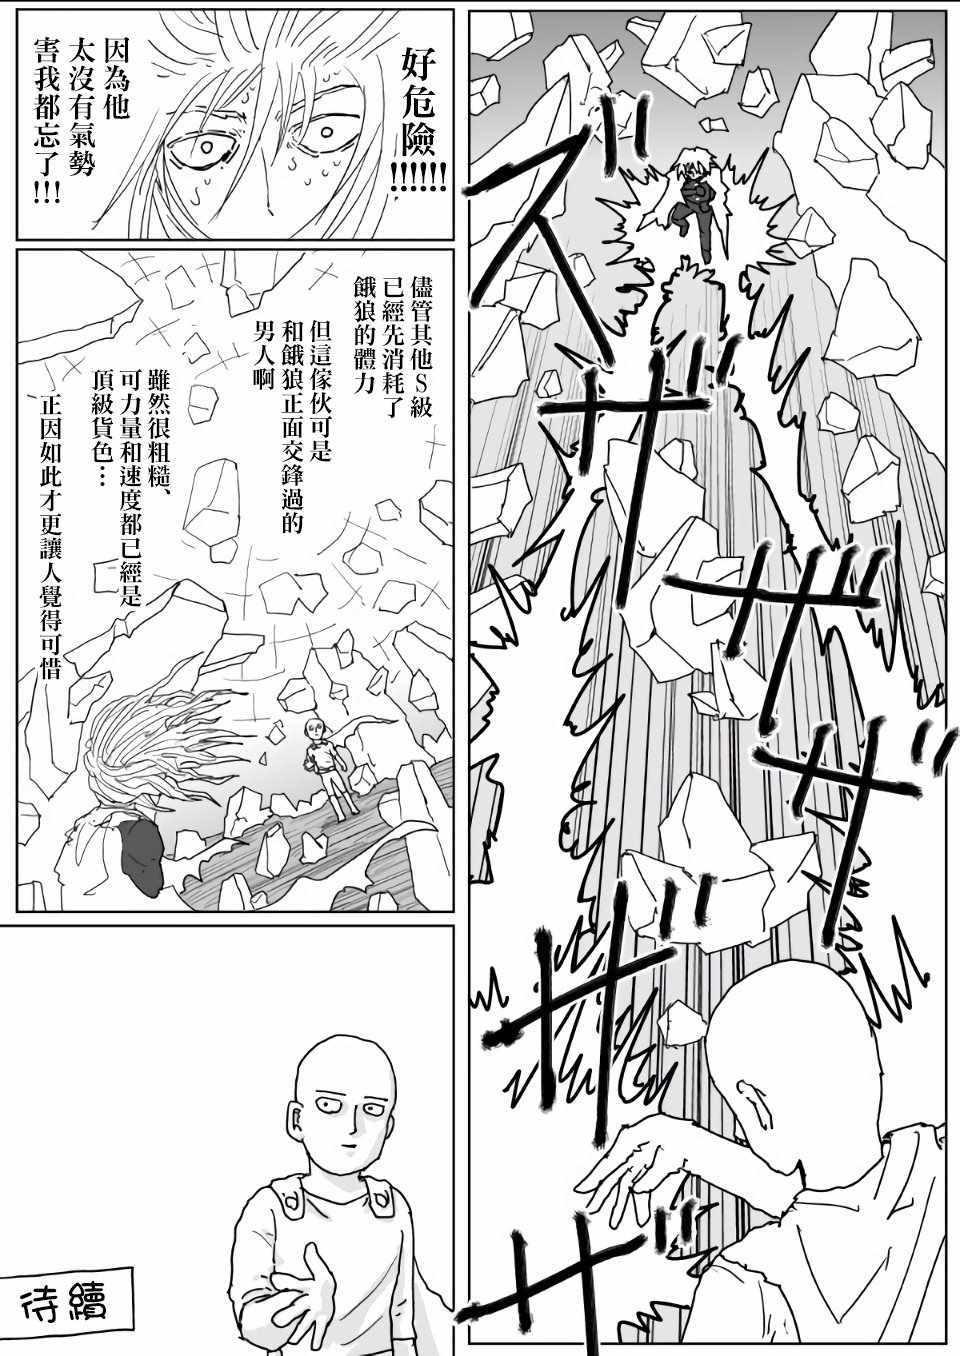 ズザザザザザ
好危險!!!!!!!
因為他
太沒有氣勢
害我都忘了!!!
儘管其他S級
已經先消耗了
餓狼的體力
但這傢伙可是
和餓狼正面交鋒過的
男人啊
雖然很粗糙、
可力量和速度都已經是
頂級貨色…
正因如此才更讓人覺得可惜
待續